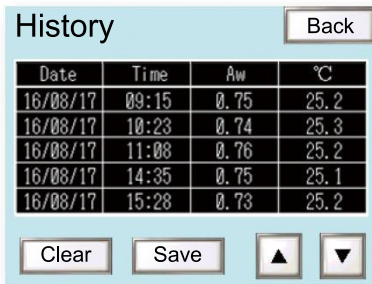 History Back
Date Time Aw ℃
16/08/17 09:15 0.75 25.2
16/08/17 10:23 0.74 25.3
16/08/17 11:08 0.76 25.2
16/08/17 14:35 0.75 25.1
16/08/17 15:28 0.73 25.2
Clear Save ▲ ▼